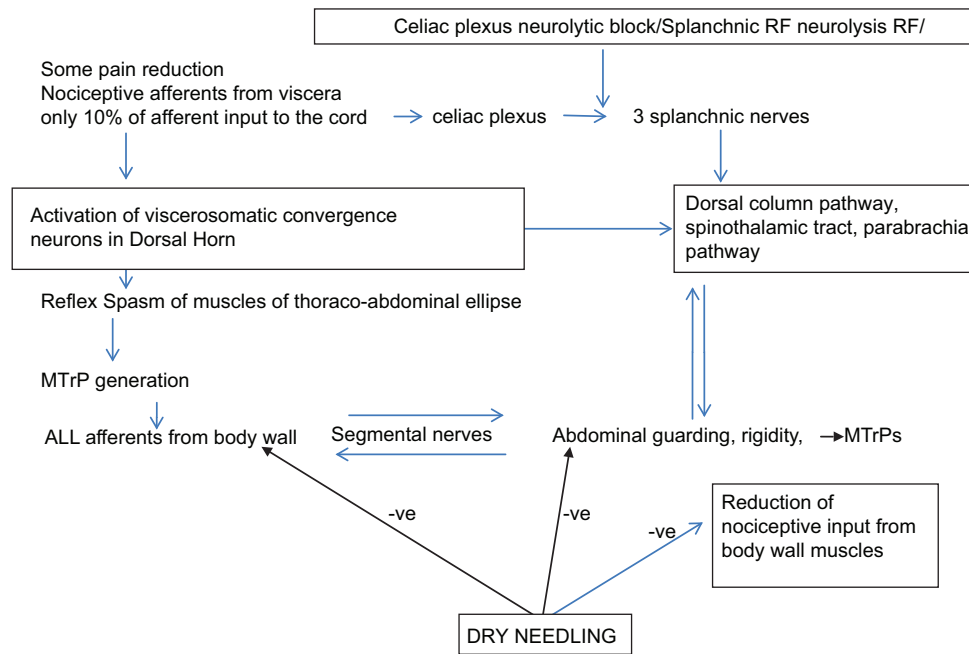 Celiac plexus neurolytic block/Splanchnic RF neurolysis RF/
Some pain reduction
Nociceptive afferents from viscera
only 10% of afferent input to the cord
celiac plexus
3 splanchnic nerves
Activation of viscerosomatic convergence
neurons in Dorsal Horn
Dorsal column pathway,
spinothalamic tract, parabrachia
pathway
Reflex Spasm of muscles of thoraco-abdominal ellipse
MTrP generation
ALL afferents from body wall
Segmental nerves
Abdominal guarding, rigidity,
MTrPs
-ve
-ve
-ve
Reduction of
nociceptive input from
body wall muscles
DRY NEEDLING